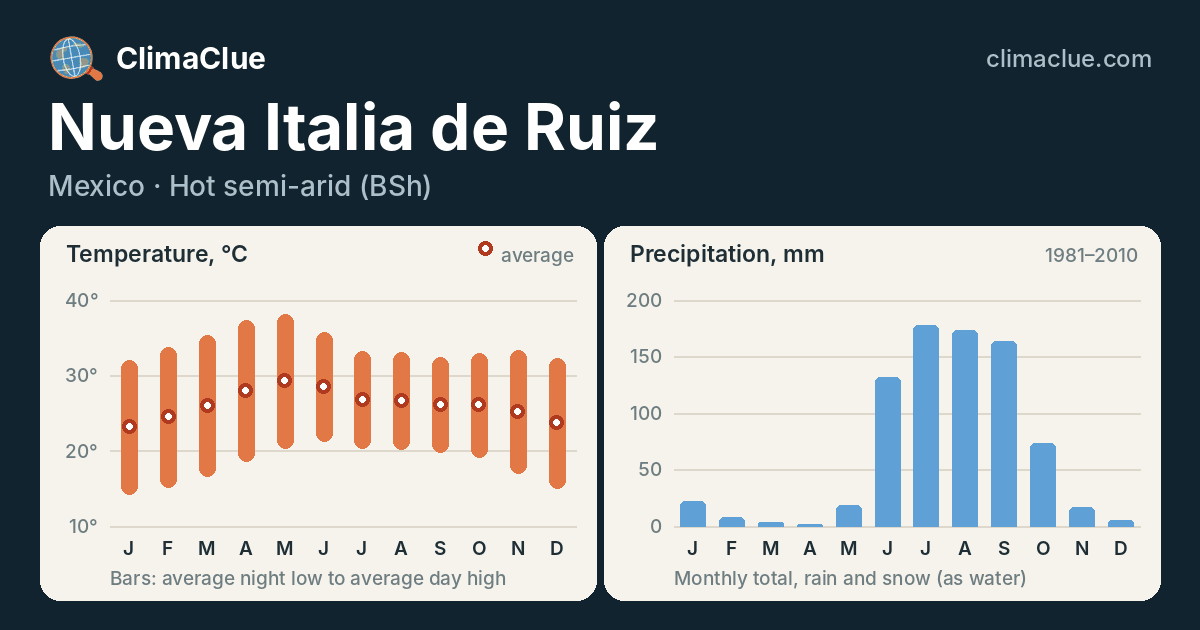 ClimaClue
climaclue.com
Nueva Italia de Ruiz
Mexico · Hot semi-arid (BSh)
Temperature, °C
average
40°
30°
20°
10°
J F M A M J J A S O N D
Bars: average night low to average day high
Precipitation, mm
1981–2010
200
150
100
50
0
J F M A M J J A S O N D
Monthly total, rain and snow (as water)